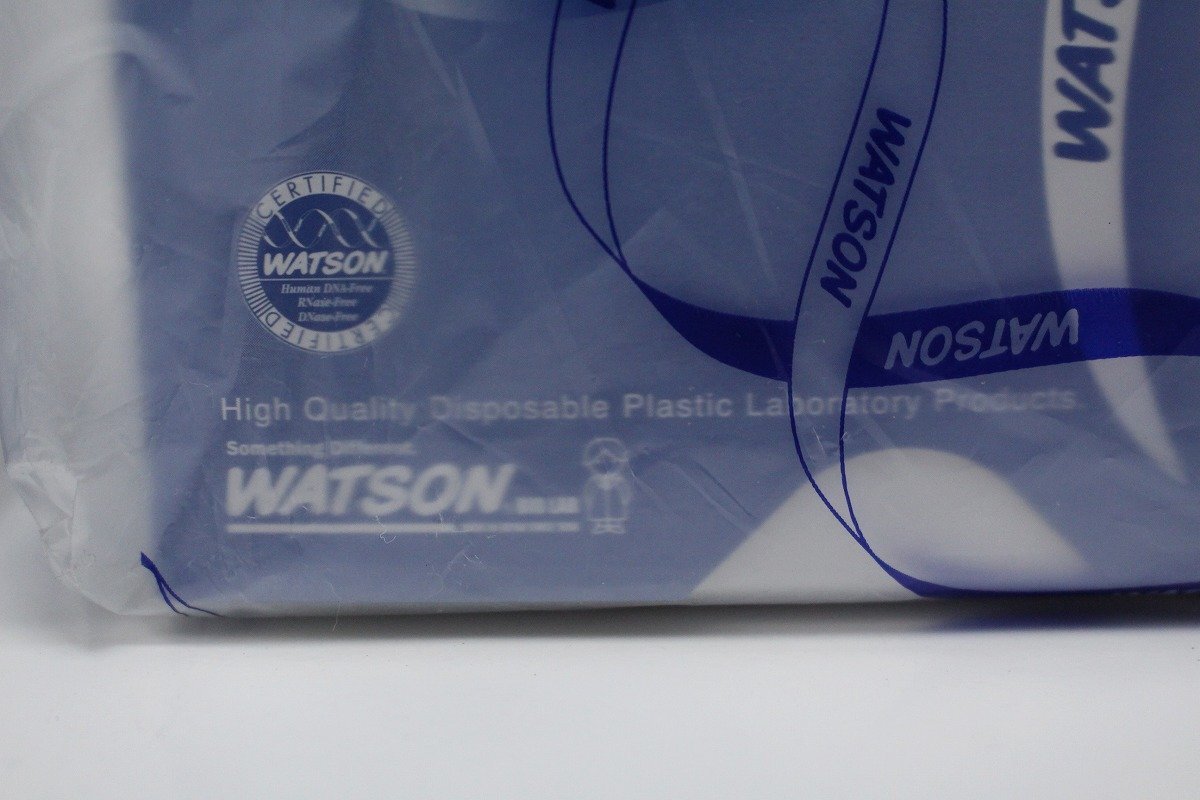 WATS
WATSON
WATSON
CERTIFIED
WATSON
Human DNA-Free
RNase-Free
DNase-Free
CERTIFIED
High Quality Disposable Plastic Laboratory Products.
Something Different.
WATSON